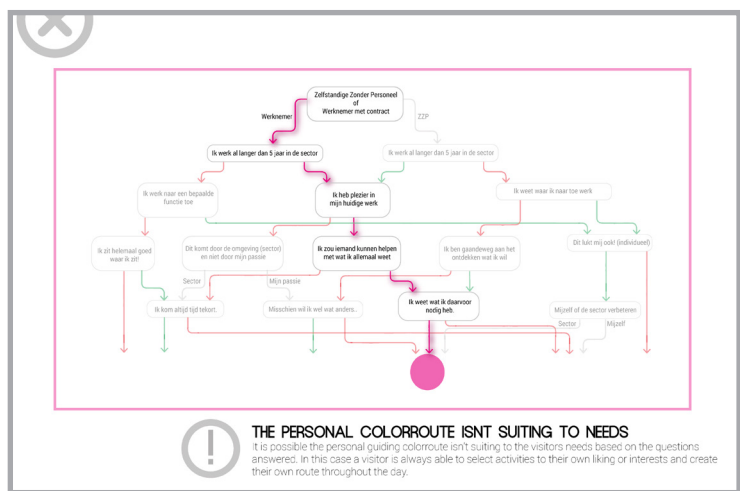 Zelfstandige Zonder Personeel
of
Werknemer met contract
Werknemer
ZZP
Ik werk al langer dan 5 jaar in de sector
Ik werk al langer dan 5 jaar in de sector
Ik werk naar een bepaalde
functie toe
Ik heb plezier in
mijn huidige werk
Ik weet waar ik naar toe werk
Ik zit helemaal goed
waar ik zit!
Dit komt door de omgeving (sector)
en niet door mijn passie
Ik zou iemand kunnen helpen
met wat ik allemaal weet
Ik ben gaandeweg aan het
ontdekken wat ik wil
Dit lukt mij ook! (individueel)
Sector
Mijn passie
Ik kom altijd tijd tekort.
Misschien wil ik wel wat anders..
Ik weet wat ik daarvoor
nodig heb.
Mijzelf of de sector verbeteren
Sector
Mijzelf
THE PERSONAL COLORROUTE ISNT SUITING TO NEEDS
It is possible the personal guiding colorroute isn't suiting to the visitors needs based on the questions
answered. In this case a visitor is always able to select activities to their own liking or interests and create
their own route throughout the day.